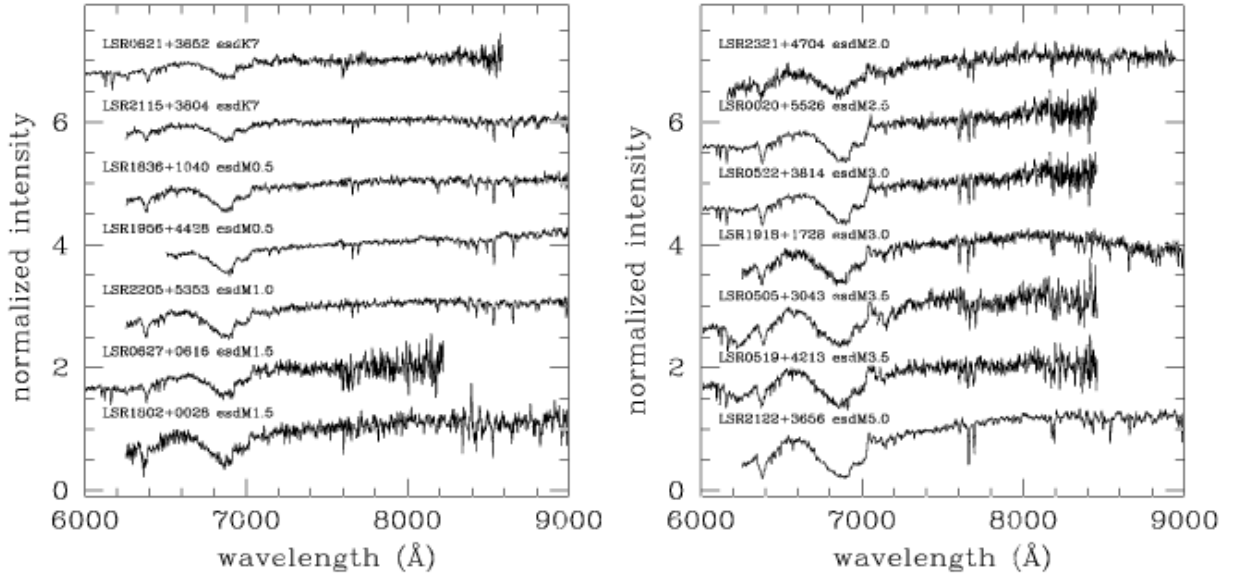 LSR0621+3652 esdK7
LSR2115+3804 esdK7
LSR1836+1040 esdM0.5
LSR1956+4428 esdM0.5
LSR2205+5353 esdM1.0
LSR0627+0616 esdM1.5
LSR1802+0028 esdM1.5
normalized intensity
0
2
4
6
6000 7000 8000 9000
wavelength (Å)
LSR2321+4704 esdM2.0
LSR0020+5526 esdM2.5
LSR0522+3814 esdM3.0
LSR1918+1728 esdM3.0
LSR0505+3043 esdM3.5
LSR0519+4213 esdM3.5
LSR2122+3656 esdM5.0
normalized intensity
0
2
4
6
6000 7000 8000 9000
wavelength (Å)